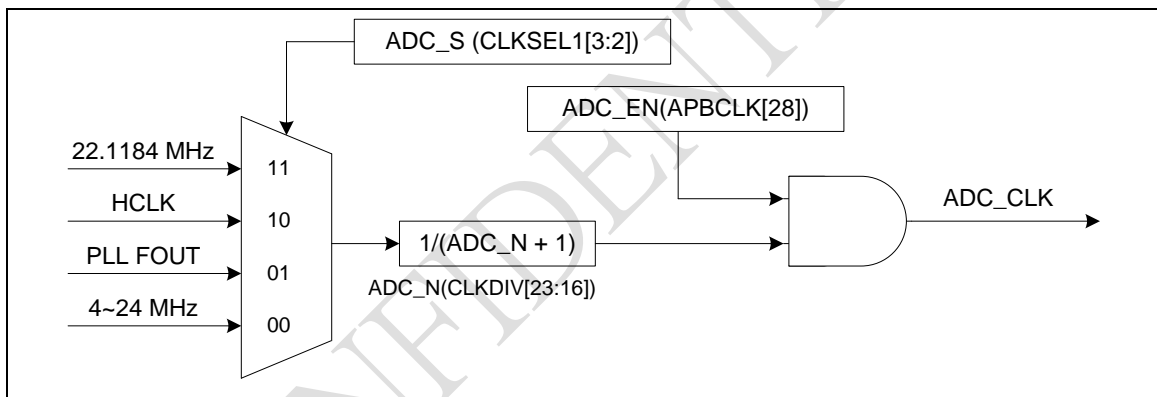 ADC_S (CLKSEL1[3:2])
ADC_EN(APBCLK[28])
22.1184 MHz
11
HCLK
10
PLL FOUT
01
4~24 MHz
00
1/(ADC_N + 1)
ADC_N(CLKDIV[23:16])
ADC_CLK